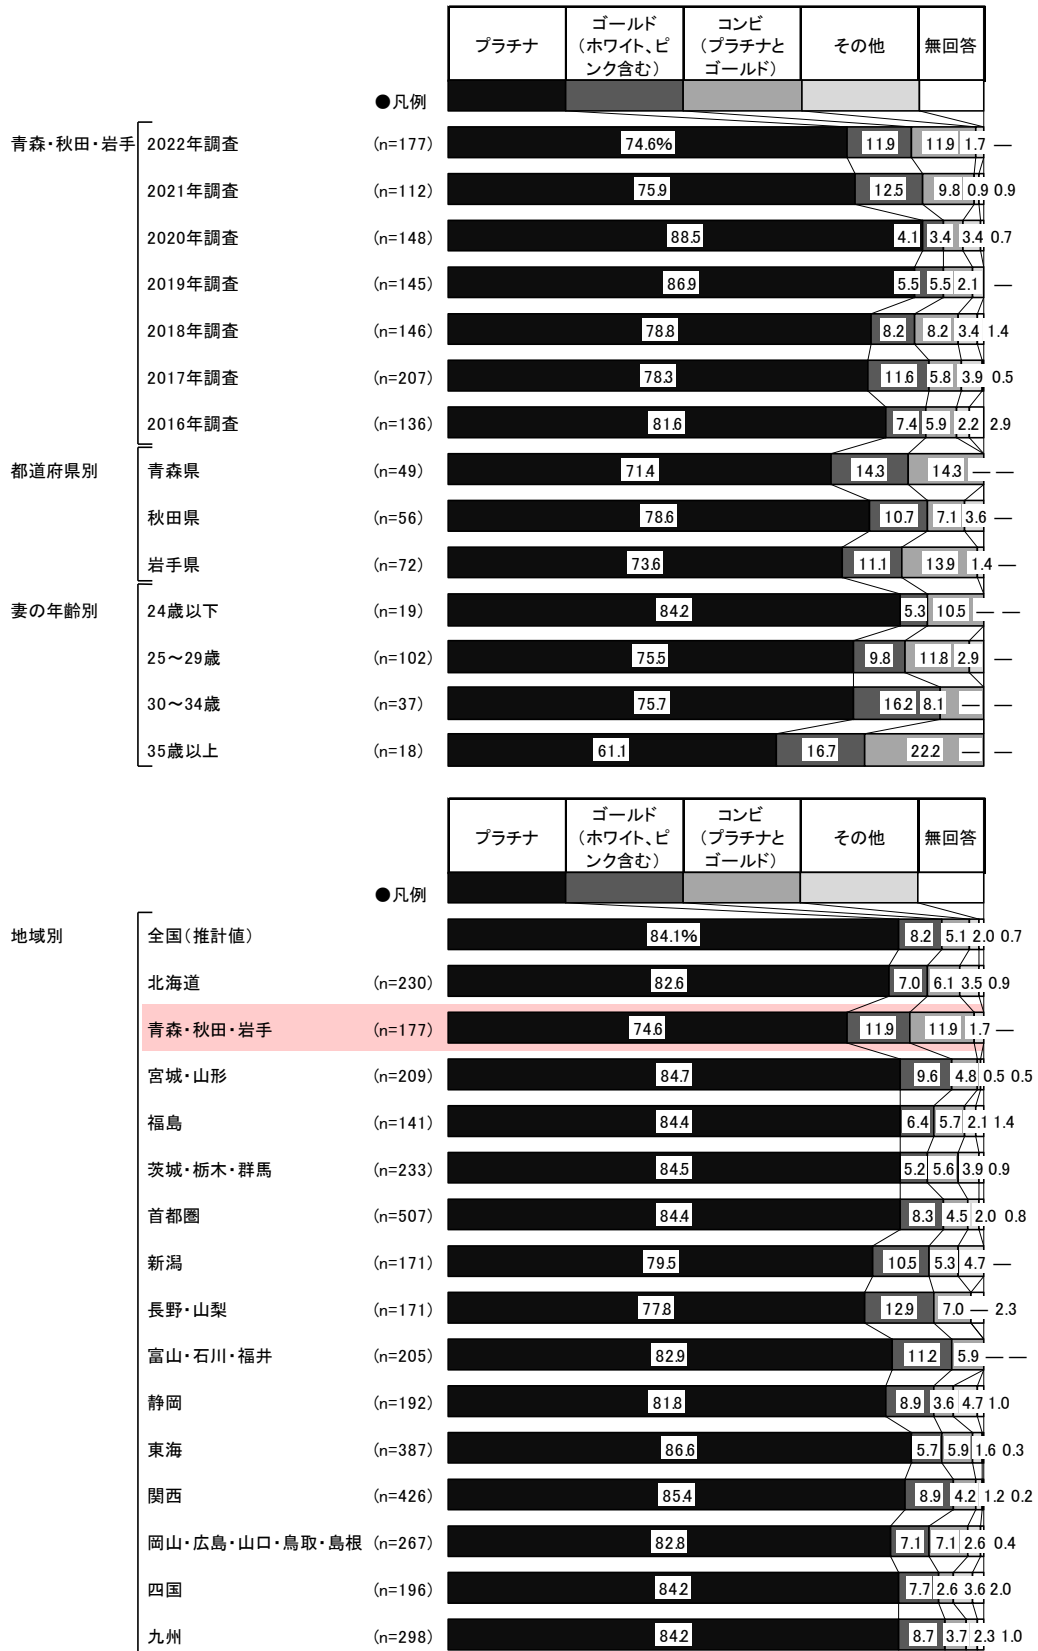 プラチナ
ゴールド
(ホワイト、ピ
ンク含む)
コンビ
(プラチナと
ゴールド)
その他
無回答
●凡例
青森・秋田・岩手 2022年調査 (n=177) 74.6% 11.9 11.9 1.7 ―
2021年調査 (n=112) 75.9 12.5 9.8 0.9 0.9
2020年調査 (n=148) 88.5 4.1 3.4 3.4 0.7
2019年調査 (n=145) 86.9 5.5 5.5 2.1 ―
2018年調査 (n=146) 78.8 8.2 8.2 3.4 1.4
2017年調査 (n=207) 78.3 11.6 5.8 3.9 0.5
2016年調査 (n=136) 81.6 7.4 5.9 2.2 2.9
都道府県別 青森県 (n=49) 71.4 14.3 14.3 ― ―
秋田県 (n=56) 78.6 10.7 7.1 3.6 ―
岩手県 (n=72) 73.6 11.1 13.9 1.4 ―
妻の年齢別 24歳以下 (n=19) 84.2 5.3 10.5 ― ―
25～29歳 (n=102) 75.5 9.8 11.8 2.9 ―
30～34歳 (n=37) 75.7 16.2 8.1 ― ―
35歳以上 (n=18) 61.1 16.7 22.2 ― ―
プラチナ
ゴールド
(ホワイト、ピ
ンク含む)
コンビ
(プラチナと
ゴールド)
その他
無回答
●凡例
地域別 全国(推計値) 84.1% 8.2 5.1 2.0 0.7
北海道 (n=230) 82.6 7.0 6.1 3.5 0.9
青森・秋田・岩手 (n=177) 74.6 11.9 11.9 1.7 ―
宮城・山形 (n=209) 84.7 9.6 4.8 0.5 0.5
福島 (n=141) 84.4 6.4 5.7 2.1 1.4
茨城・栃木・群馬 (n=233) 84.5 5.2 5.6 3.9 0.9
首都圏 (n=507) 84.4 8.3 4.5 2.0 0.8
新潟 (n=171) 79.5 10.5 5.3 4.7 ―
長野・山梨 (n=171) 77.8 12.9 7.0 ― 2.3
富山・石川・福井 (n=205) 82.9 11.2 5.9 ― ―
静岡 (n=192) 81.8 8.9 3.6 4.7 1.0
東海 (n=387) 86.6 5.7 5.9 1.6 0.3
関西 (n=426) 85.4 8.9 4.2 1.2 0.2
岡山・広島・山口・鳥取・島根 (n=267) 82.8 7.1 7.1 2.6 0.4
四国 (n=196) 84.2 7.7 2.6 3.6 2.0
九州 (n=298) 84.2 8.7 3.7 2.3 1.0